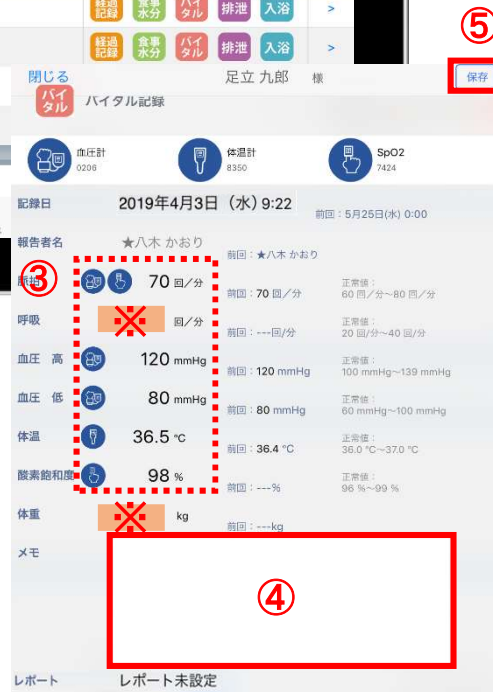 経過記録 食事水分 バイタル 排泄 入浴 >
経過記録 食事水分 バイタル 排泄 入浴 >
⑤
閉じる 足立 九郎 様 保存
バイタル バイタル記録
血圧計 0206 体温計 8350 SpO2 7424
記録日 2019年4月3日 (水) 9:22 前回：5月25日(水) 0:00
報告者名 ★八木 かおり 前回：★八木 かおり
③
脈拍 70 回／分 前回：70 回／分 正常値： 60 回／分～80 回／分
呼吸 ※ 回／分 前回：---回/分 正常値： 20 回/分～40 回/分
血圧 高 120 mmHg 前回：120 mmHg 正常値： 100 mmHg～139 mmHg
血圧 低 80 mmHg 前回：80 mmHg 正常値： 60 mmHg～100 mmHg
体温 36.5 ℃ 前回：36.4 ℃ 正常値： 36.0 ℃～37.0 ℃
酸素飽和度 98 % 前回：---% 正常値： 96 %～99 %
体重 ※ kg 前回：---kg
メモ
④
レポート レポート未設定